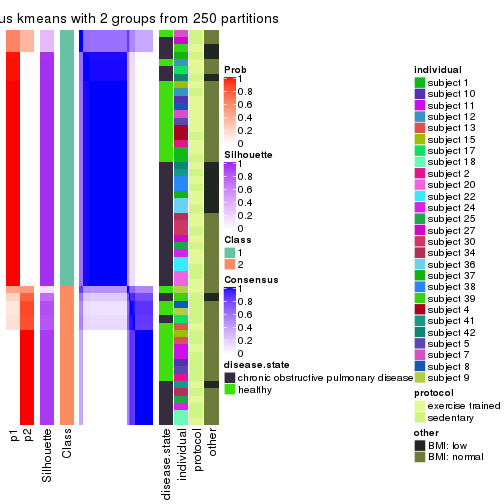 us kmeans with 2 groups from 250 partitions
Prob
1
0.8
0.6
0.4
0.2
0
Silhouette
1
0.8
0.6
0.4
0.2
0
Class
1
2
Consensus
1
0.8
0.6
0.4
0.2
0
disease.state
chronic obstructive pulmonary disease
healthy
individual
subject 1
subject 10
subject 11
subject 12
subject 13
subject 15
subject 17
subject 18
subject 2
subject 20
subject 22
subject 24
subject 25
subject 27
subject 30
subject 34
subject 36
subject 37
subject 38
subject 39
subject 4
subject 41
subject 42
subject 5
subject 7
subject 8
subject 9
protocol
exercise trained
sedentary
other
BMI: low
BMI: normal
p1
p2
Silhouette
Class
disease.state
individual
protocol
other